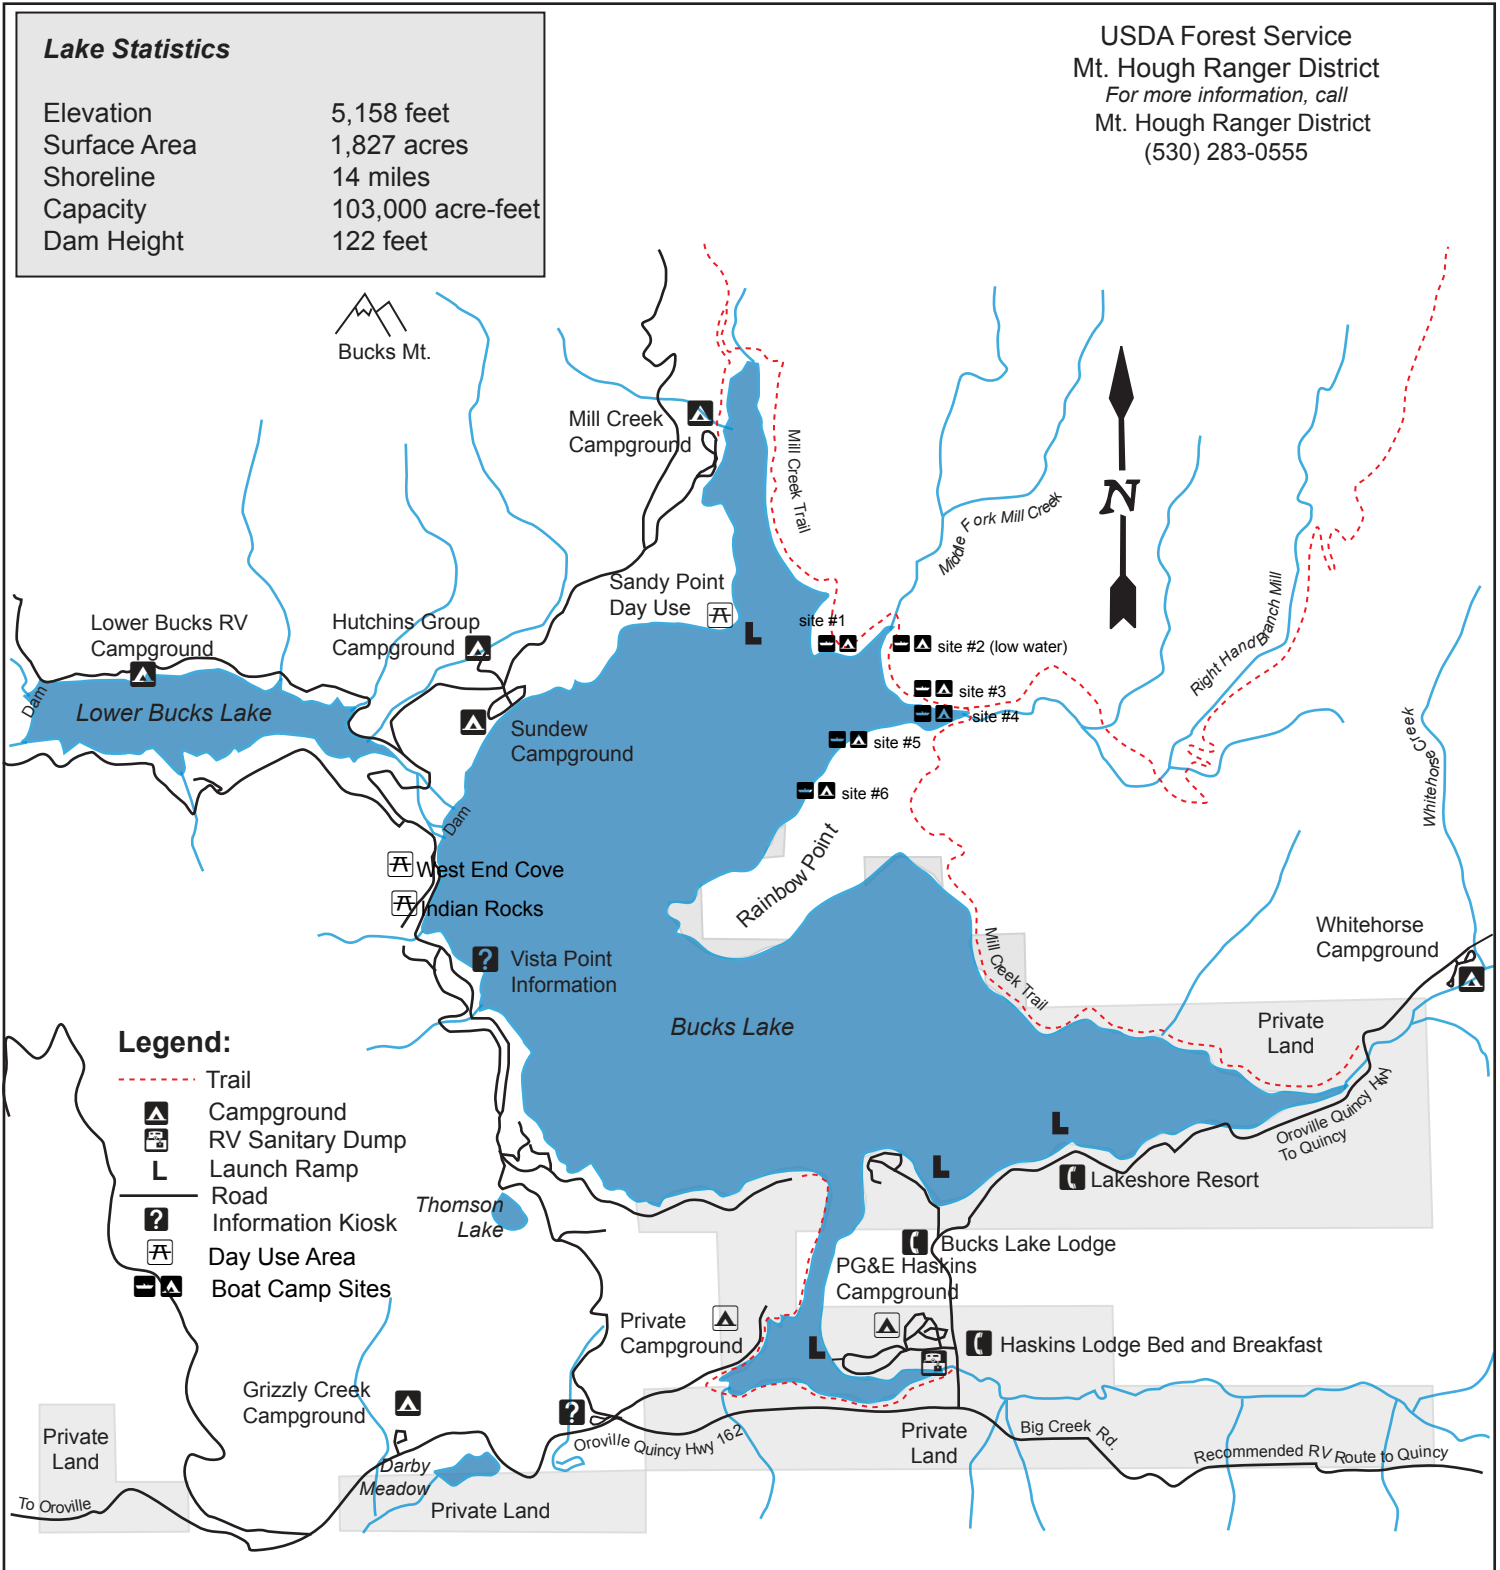 Lake Statistics
Elevation 5,158 feet
Surface Area 1,827 acres
Shoreline 14 miles
Capacity 103,000 acre-feet
Dam Height 122 feet
USDA Forest Service
Mt. Hough Ranger District
For more information, call
Mt. Hough Ranger District
(530) 283-0555
Bucks Mt.
Mill Creek
Campground
Mill Creek Trail
Middle Fork Mill Creek
N
Sandy Point
Day Use
L
site #1
site #2 (low water)
site #3
site #4
site #5
site #6
Right Hand Branch Mill
Whitehorse Creek
Lower Bucks RV
Campground
Hutchins Group
Campground
Dam
Lower Bucks Lake
Sundew
Campground
Dam
West End Cove
Indian Rocks
Rainbow Point
Vista Point
Information
?
Mill Creek Trail
Whitehorse
Campground
Bucks Lake
Private
Land
Oroville Quincy Hwy
To Quincy
Legend:
Trail
Campground
RV Sanitary Dump
L Launch Ramp
Road
? Information Kiosk
Day Use Area
Boat Camp Sites
L
L
Lakeshore Resort
Thomson
Lake
Bucks Lake Lodge
PG&E Haskins
Campground
Private
Campground
L
Haskins Lodge Bed and Breakfast
Grizzly Creek
Campground
?
Oroville Quincy Hwy 162
Private
Land
Big Creek Rd.
Recommended RV Route to Quincy
Private
Land
Darby
Meadow
Private Land
To Oroville